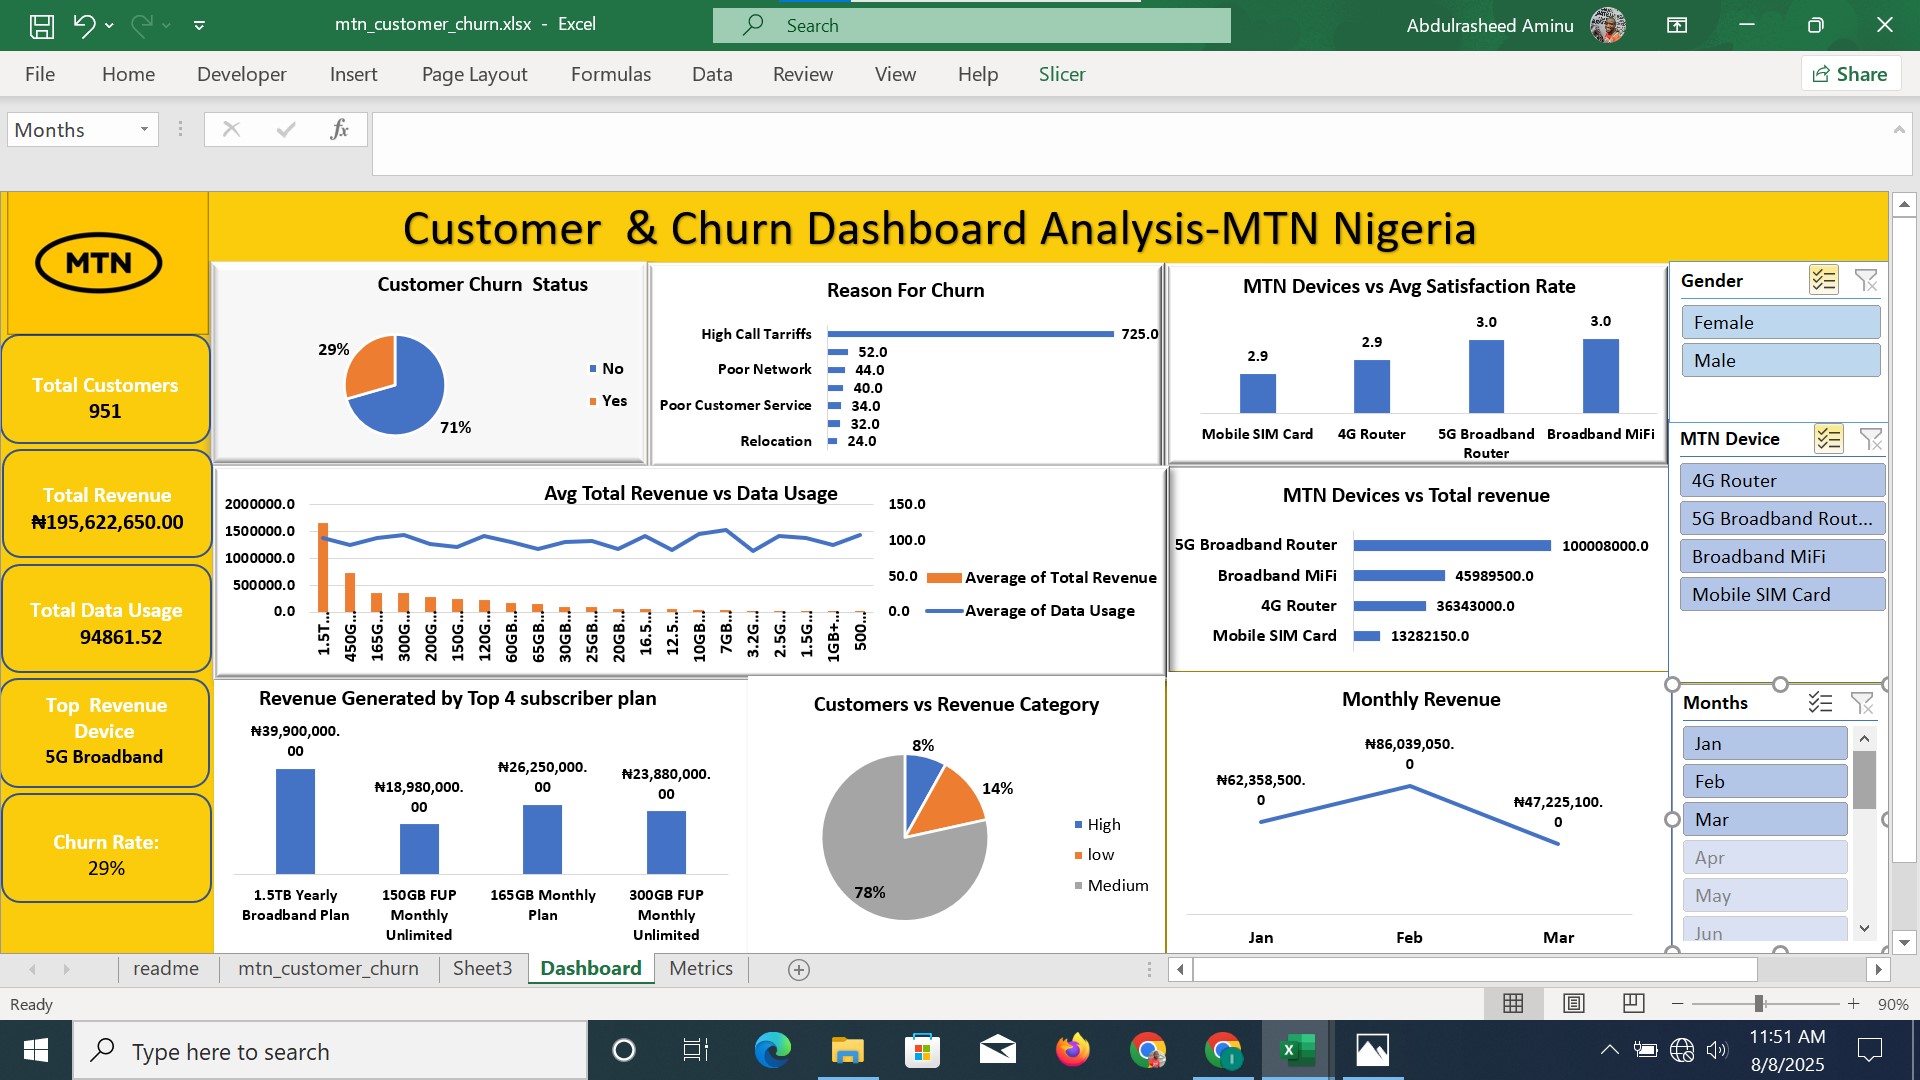 mtn_customer_churn.xlsx - Excel
Search
Abdulrasheed Aminu
File Home Developer Insert Page Layout Formulas Data Review View Help Slicer
Share
Months
fx
Customer & Churn Dashboard Analysis-MTN Nigeria
MTN
Total Customers
951
Total Revenue
₦195,622,650.00
Total Data Usage
94861.52
Top Revenue
Device
5G Broadband
Churn Rate:
29%
Customer Churn Status
29%
71%
No
Yes
Reason For Churn
High Call Tarriffs 725.0
52.0
Poor Network 44.0
40.0
Poor Customer Service 34.0
32.0
Relocation 24.0
MTN Devices vs Avg Satisfaction Rate
2.9 2.9 3.0 3.0
Mobile SIM Card 4G Router 5G Broadband Broadband MiFi
Router
Gender
Female
Male
Avg Total Revenue vs Data Usage
2000000.0 150.0
1500000.0
100.0
1000000.0
50.0
500000.0
0.0 0.0
Average of Total Revenue
Average of Data Usage
1.5T... 450G... 165G... 300G... 200G... 150G... 120G... 60GB... 65GB... 30GB... 25GB... 20GB... 16.5... 12.5... 10GB... 7GB... 3.2G... 2.5G... 1.5G... 1GB+... 500...
MTN Devices vs Total revenue
5G Broadband Router 100008000.0
Broadband MiFi 45989500.0
4G Router 36343000.0
Mobile SIM Card 13282150.0
MTN Device
4G Router
5G Broadband Rout...
Broadband MiFi
Mobile SIM Card
Revenue Generated by Top 4 subscriber plan
₦39,900,000.
00
₦18,980,000.
00
₦26,250,000.
00
₦23,880,000.
00
1.5TB Yearly 150GB FUP 165GB Monthly 300GB FUP
Broadband Plan Monthly Plan Monthly
Unlimited Unlimited
Customers vs Revenue Category
8%
14%
78%
High
low
Medium
Monthly Revenue
₦62,358,500.
0
₦86,039,050.
0
₦47,225,100.
0
Jan Feb Mar
Months
Jan
Feb
Mar
Apr
May
Jun
readme mtn_customer_churn Sheet3 Dashboard Metrics
Ready
90%
Type here to search
11:51 AM
8/8/2025